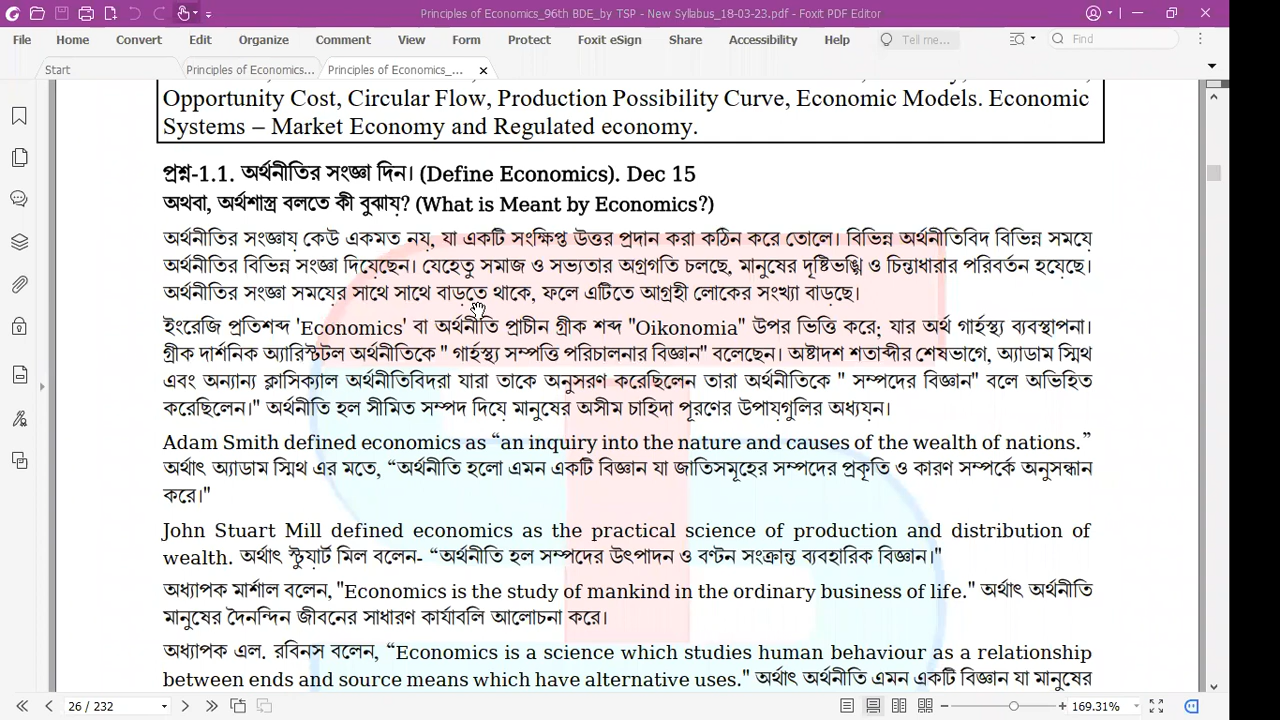 Principles of Economics_96th BDE_by TSP - New Syllabus_18-03-23.pdf - Foxit PDF Editor
File Home Convert Edit Organize Comment View Form Protect Foxit eSign Share Accessibility Help Tell me... Find
Start Principles of Economics... Principles of Economics_...
Opportunity Cost, Circular Flow, Production Possibility Curve, Economic Models. Economic
Systems – Market Economy and Regulated economy.
প্রশ্ন-1.1. অর্থনীতির সংজ্ঞা দিন। (Define Economics). Dec 15
অথবা, অর্থশাস্ত্র বলতে কী বুঝায়? (What is Meant by Economics?)
অর্থনীতির সংজ্ঞায় কেউ একমত নয়, যা একটি সংক্ষিপ্ত উত্তর প্রদান করা কঠিন করে তোলে। বিভিন্ন অর্থনীতিবিদ বিভিন্ন সময়ে
অর্থনীতির বিভিন্ন সংজ্ঞা দিয়েছেন। যেহেতু সমাজ ও সভ্যতার অগ্রগতি চলছে, মানুষের দৃষ্টিভঙ্গি ও চিন্তাধারার পরিবর্তন হয়েছে।
অর্থনীতির সংজ্ঞা সময়ের সাথে সাথে বাড়তে থাকে, ফলে এটিতে আগ্রহী লোকের সংখ্যা বাড়ছে।
ইংরেজি প্রতিশব্দ 'Economics' বা অর্থনীতি প্রাচীন গ্রীক শব্দ "Oikonomia" উপর ভিত্তি করে; যার অর্থ গার্হস্থ্য ব্যবস্থাপনা।
গ্রীক দার্শনিক অ্যারিস্টটল অর্থনীতিকে " গার্হস্থ্য সম্পত্তি পরিচালনার বিজ্ঞান" বলেছেন। অষ্টাদশ শতাব্দীর শেষভাগে, অ্যাডাম স্মিথ
এবং অন্যান্য ক্লাসিক্যাল অর্থনীতিবিদরা যারা তাকে অনুসরণ করেছিলেন তারা অর্থনীতিকে " সম্পদের বিজ্ঞান" বলে অভিহিত
করেছিলেন।" অর্থনীতি হল সীমিত সম্পদ দিয়ে মানুষের অসীম চাহিদা পূরণের উপায়গুলির অধ্যয়ন।
Adam Smith defined economics as “an inquiry into the nature and causes of the wealth of nations.”
অর্থাৎ অ্যাডাম স্মিথ এর মতে, “অর্থনীতি হলো এমন একটি বিজ্ঞান যা জাতিসমূহের সম্পদের প্রকৃতি ও কারণ সম্পর্কে অনুসন্ধান
করে।"
John Stuart Mill defined economics as the practical science of production and distribution of
wealth. অর্থাৎ স্টুয়ার্ট মিল বলেন- “অর্থনীতি হল সম্পদের উৎপাদন ও বণ্টন সংক্রান্ত ব্যবহারিক বিজ্ঞান।"
অধ্যাপক মার্শাল বলেন, "Economics is the study of mankind in the ordinary business of life." অর্থাৎ অর্থনীতি
মানুষের দৈনন্দিন জীবনের সাধারণ কার্যাবলি আলোচনা করে।
অধ্যাপক এল. রবিনস বলেন, “Economics is a science which studies human behaviour as a relationship
between ends and source means which have alternative uses." অর্থাৎ অর্থনীতি এমন একটি বিজ্ঞান যা মানুষের
26 / 232 169.31%